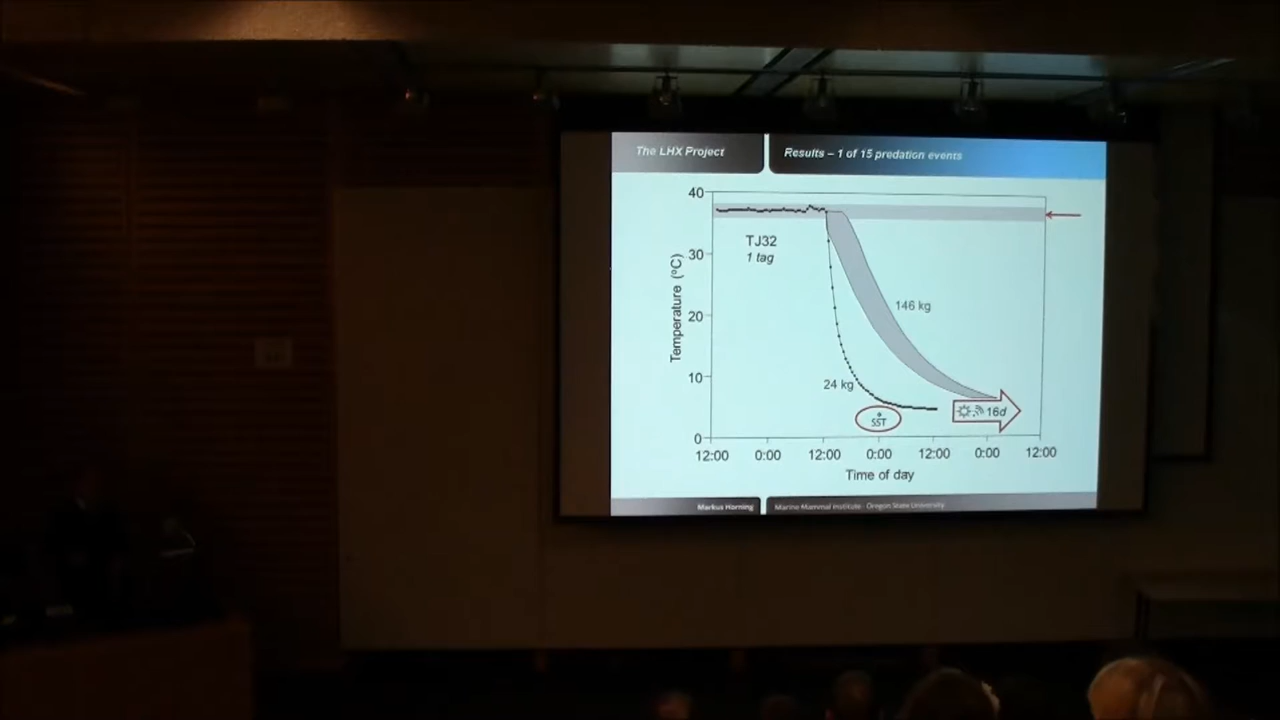 The LHX Project
Results – 1 of 15 predation events
40
30
20
10
0
Temperature (°C)
TJ32
1 tag
146 kg
24 kg
SST
16d
12:00 0:00 12:00 0:00 12:00 0:00 12:00
Time of day
Markus Horning
Marine Mammal Institute - Oregon State University